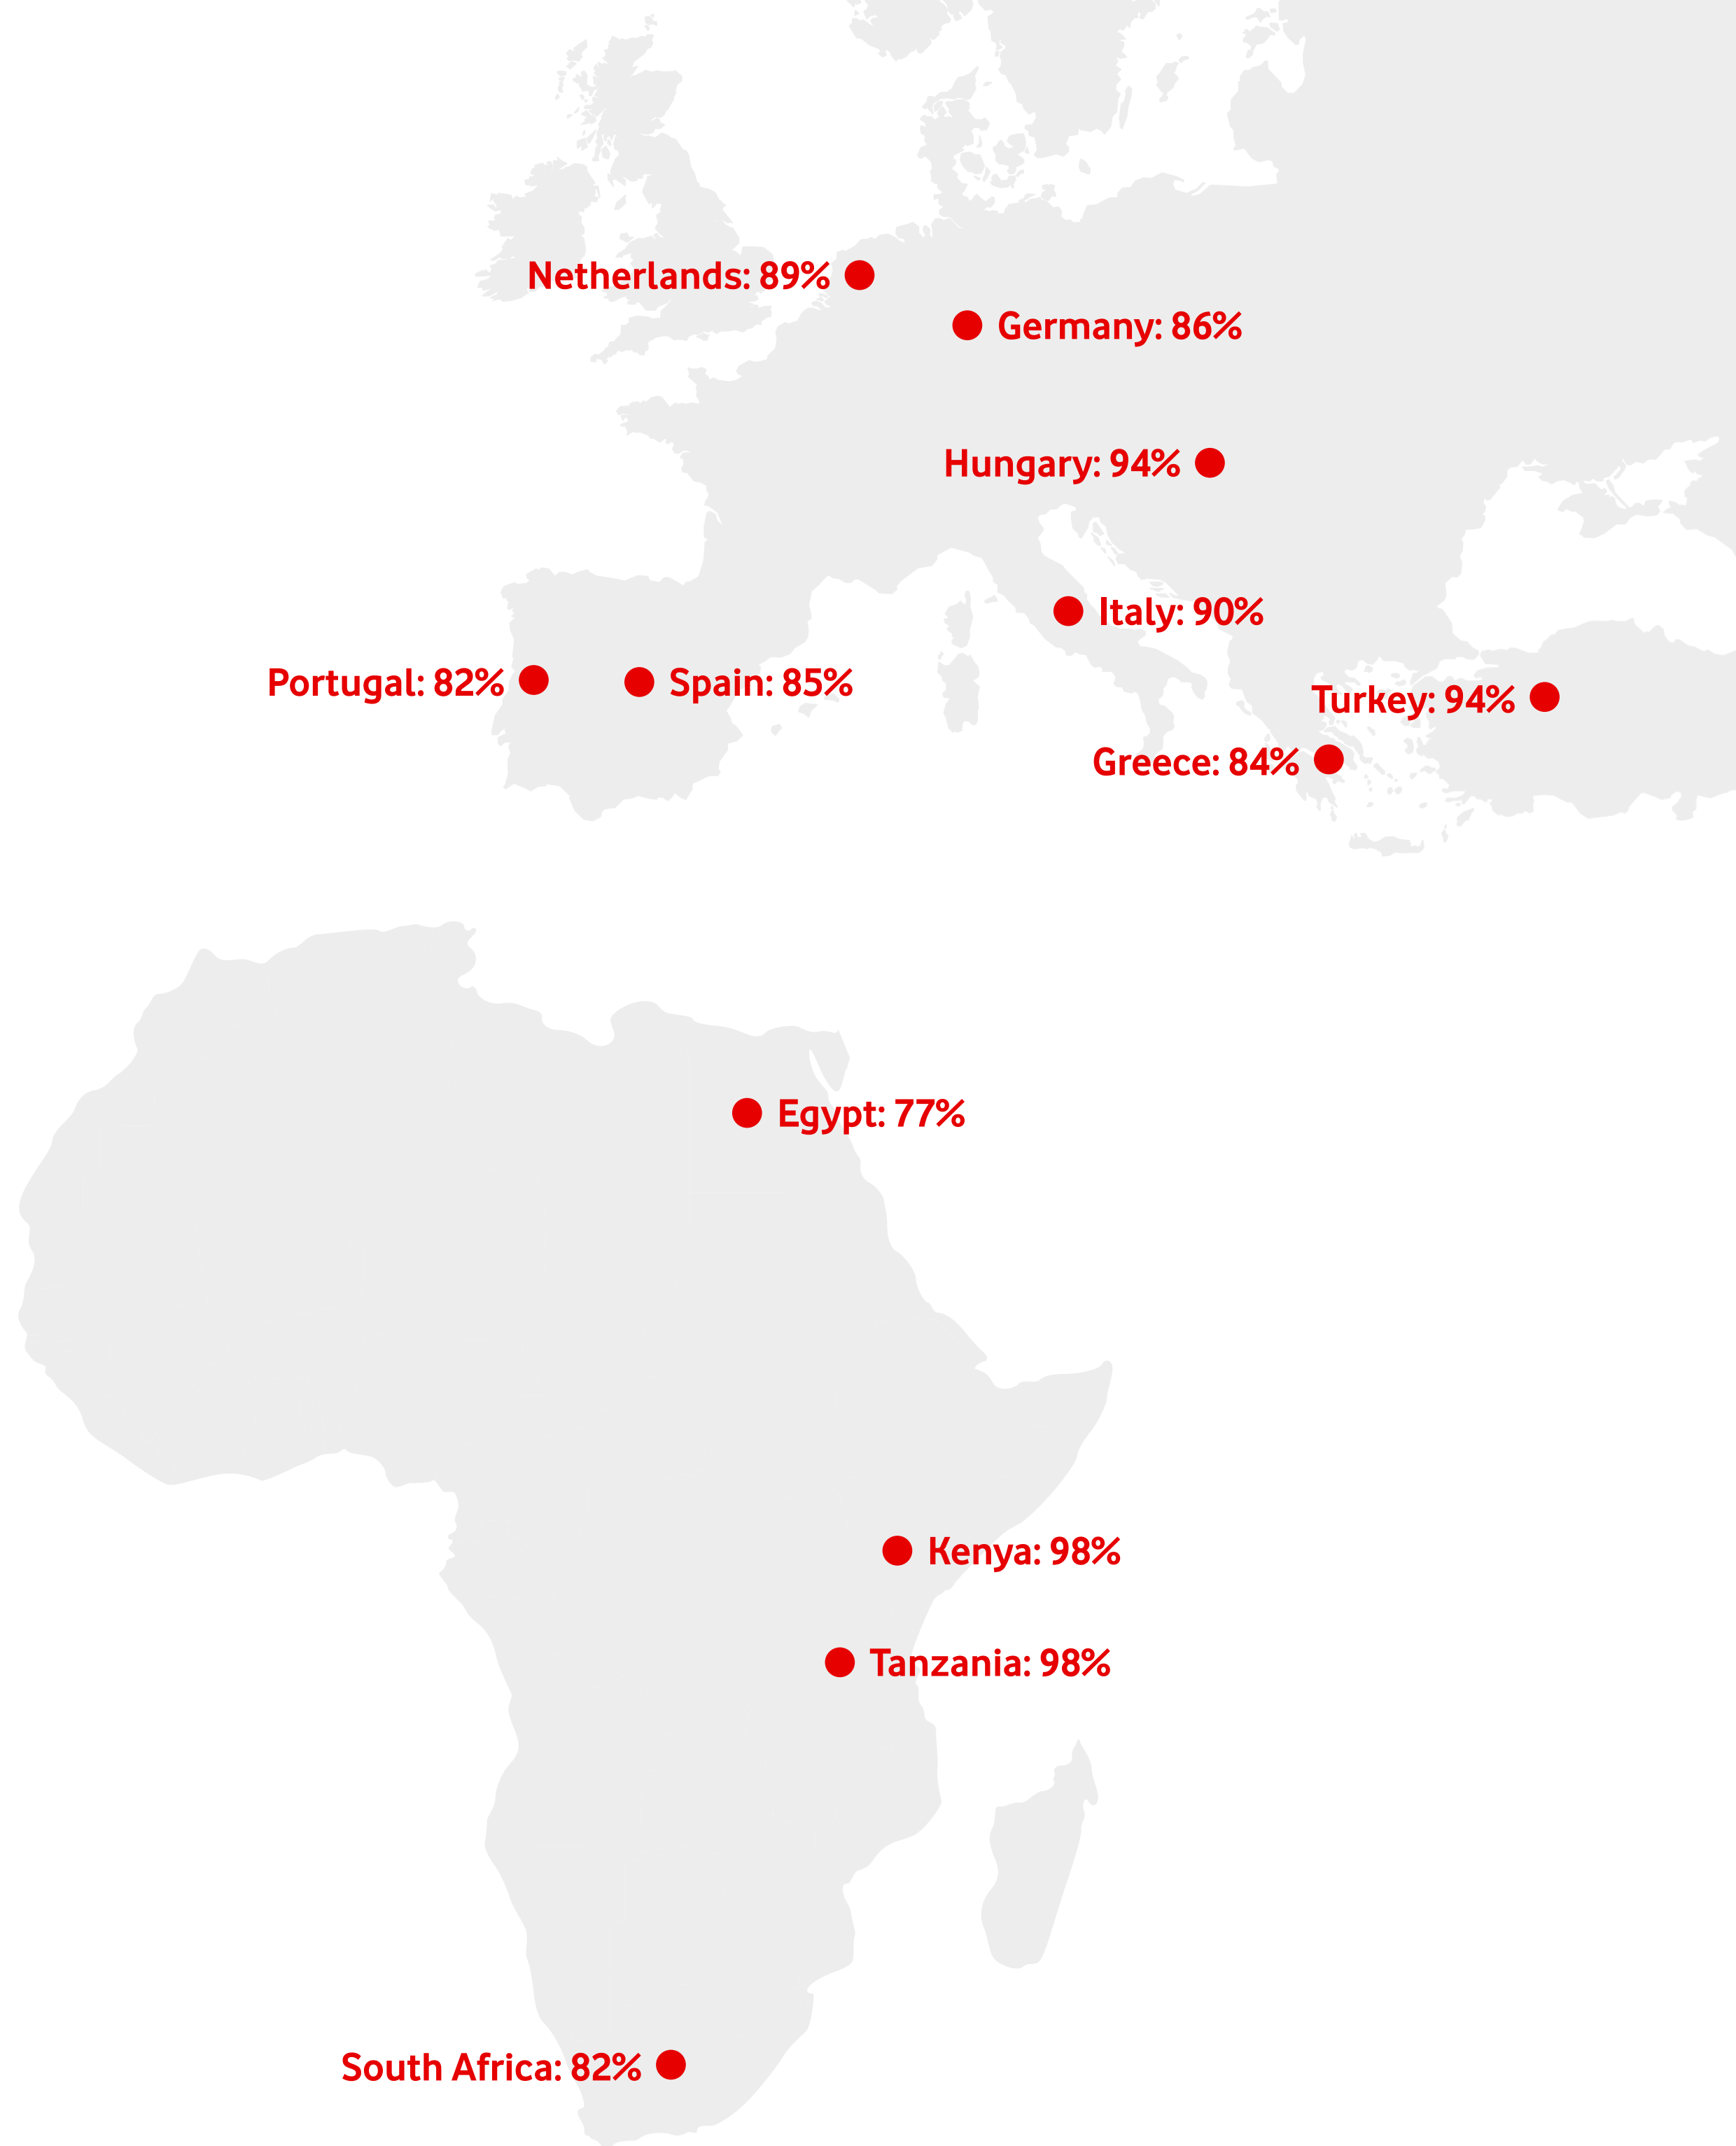 Netherlands: 89%
Germany: 86%
Hungary: 94%
Italy: 90%
Portugal: 82%
Spain: 85%
Turkey: 94%
Greece: 84%
Egypt: 77%
Kenya: 98%
Tanzania: 98%
South Africa: 82%